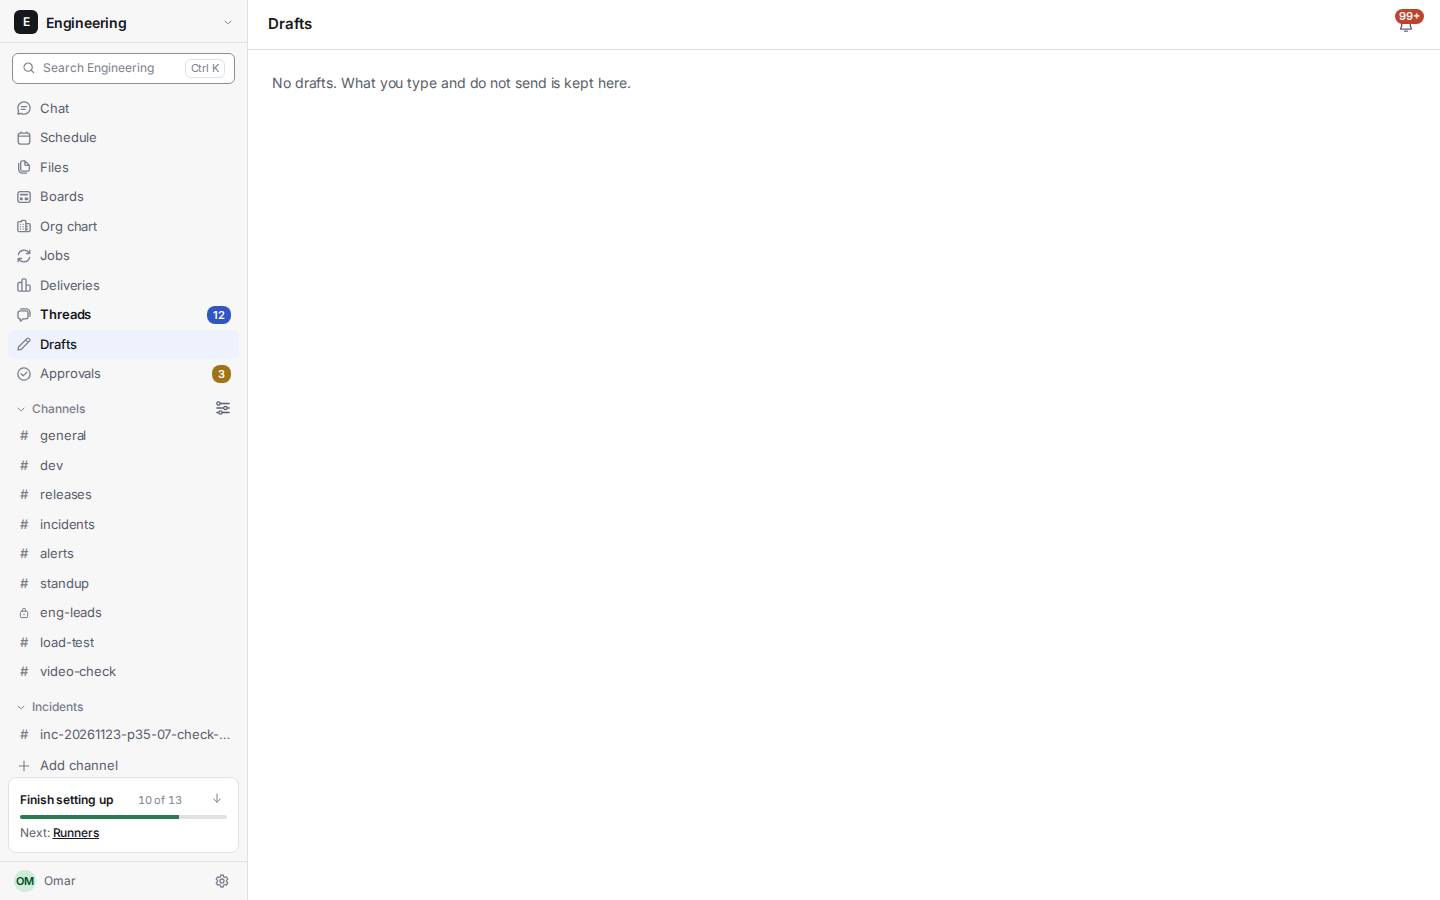 E Engineering
Search Engineering Ctrl K
Chat
Schedule
Files
Boards
Org chart
Jobs
Deliveries
Threads 12
Drafts
Approvals 3
Channels
# general
# dev
# releases
# incidents
# alerts
# standup
eng-leads
# load-test
# video-check
Incidents
# inc-20261123-p35-07-check-...
+ Add channel
Finish setting up 10 of 13
Next: Runners
OM Omar
Drafts
99+
No drafts. What you type and do not send is kept here.